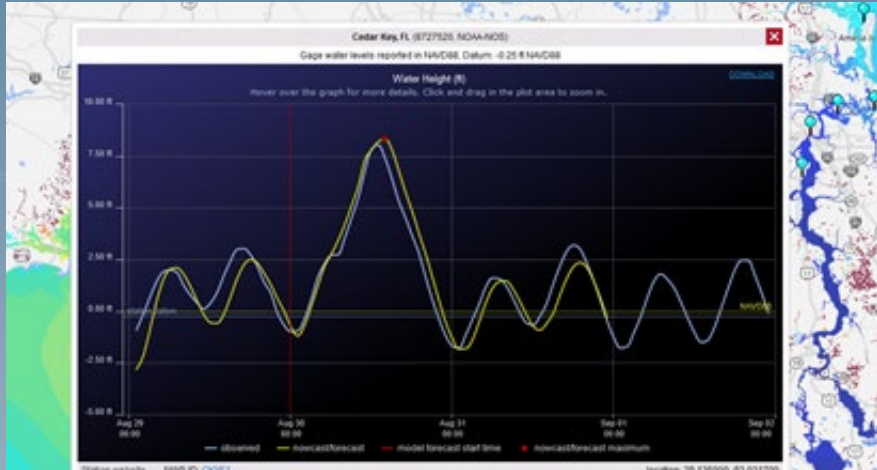 Cedar Key, FL (8727520, NOAA-NOS)
Gage water levels reported in NAVD88, Datum: -0.25 ft NAVD88
Water Height (ft)
DOWNLOAD
Hover over the graph for more details. Click and drag in the plot area to zoom in.
10.00 ft
7.50 ft
5.00 ft
2.50 ft
0.00 ft
station datum
NAVD88
-2.50 ft
-5.00 ft
Aug 29 Aug 30 Aug 31 Sep 01 Sep 02
00:00 00:00 00:00 00:00 00:00
observed nowcast/forecast model forecast start time nowcast/forecast maximum